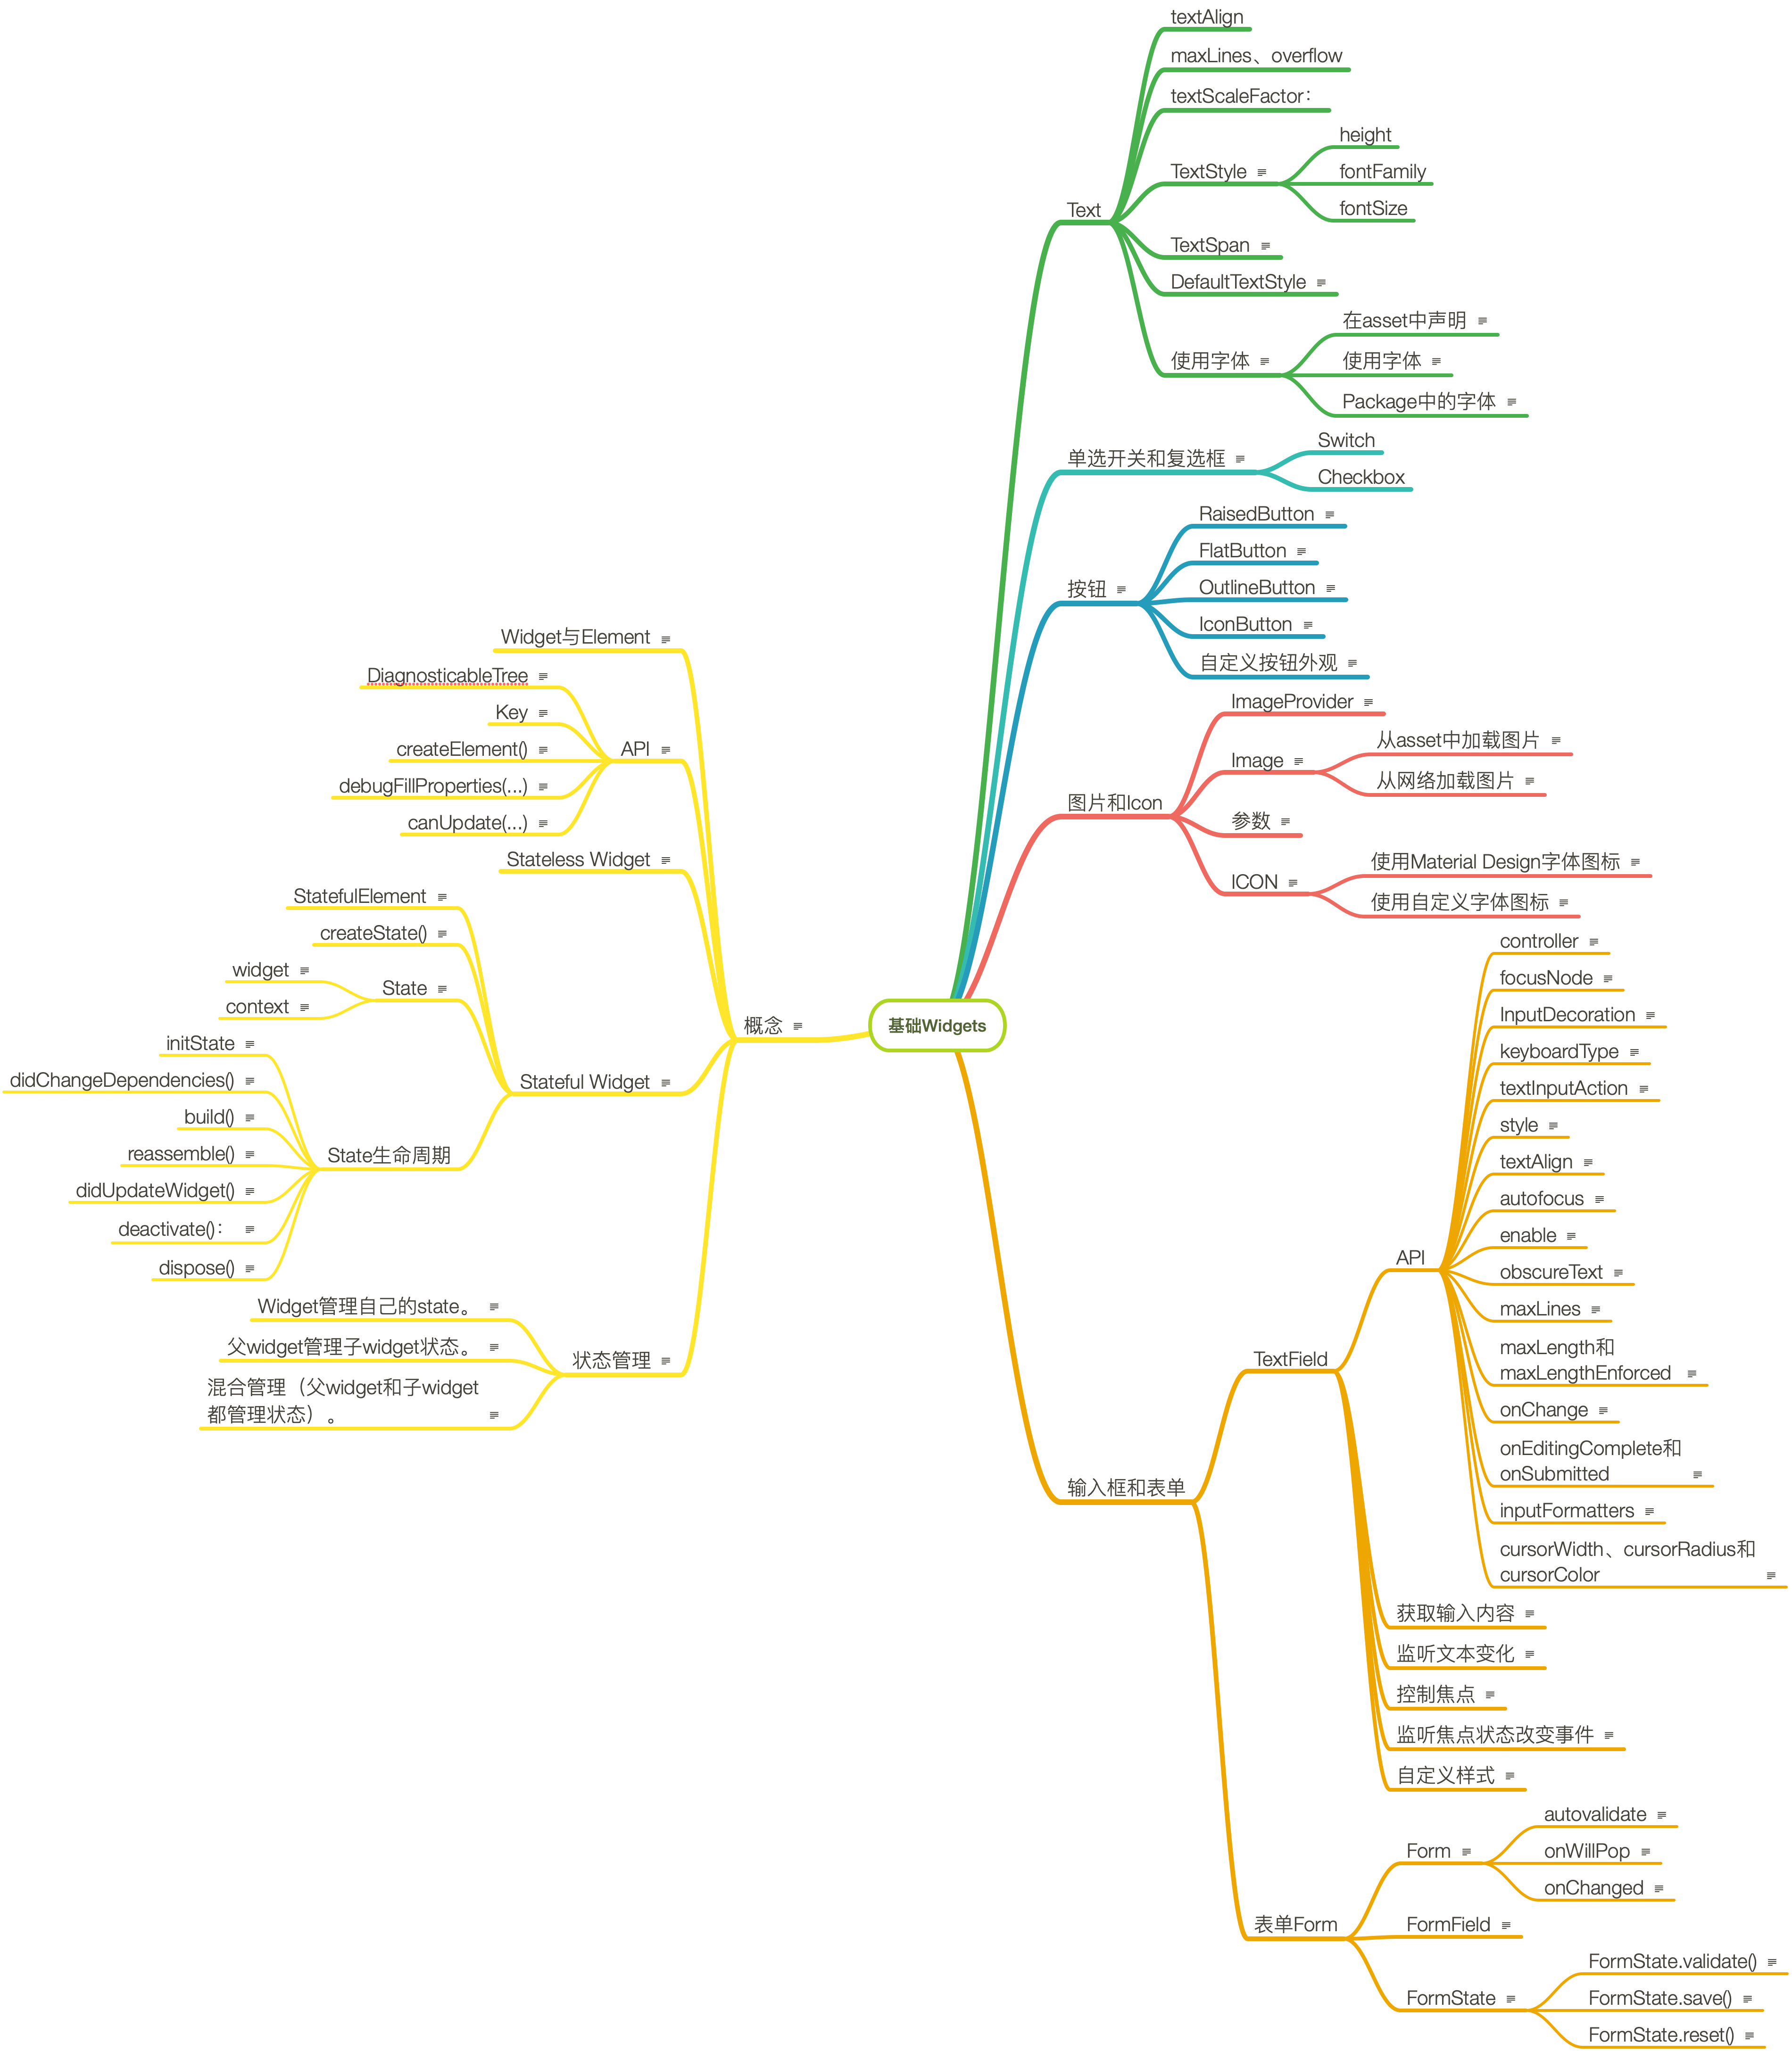 基础Widgets
Text
textAlign
maxLines、overflow
textScaleFactor：
TextStyle
height
fontFamily
fontSize
TextSpan
DefaultTextStyle
使用字体
在asset中声明
使用字体
Package中的字体
单选开关和复选框
Switch
Checkbox
按钮
RaisedButton
FlatButton
OutlineButton
IconButton
自定义按钮外观
图片和Icon
ImageProvider
Image
从asset中加载图片
从网络加载图片
参数
ICON
使用Material Design字体图标
使用自定义字体图标
输入框和表单
TextField
API
controller
focusNode
InputDecoration
keyboardType
textInputAction
style
textAlign
autofocus
enable
obscureText
maxLines
maxLength和
maxLengthEnforced
onChange
onEditingComplete和
onSubmitted
inputFormatters
cursorWidth、cursorRadius和
cursorColor
获取输入内容
监听文本变化
控制焦点
监听焦点状态改变事件
自定义样式
表单Form
Form
autovalidate
onWillPop
onChanged
FormField
FormState
FormState.validate()
FormState.save()
FormState.reset()
概念
Widget与Element
API
DiagnosticableTree
Key
createElement()
debugFillProperties(...)
canUpdate(...)
Stateless Widget
Stateful Widget
StatefulElement
createState()
State
widget
context
State生命周期
initState
didChangeDependencies()
build()
reassemble()
didUpdateWidget()
deactivate()：
dispose()
状态管理
Widget管理自己的state。
父widget管理子widget状态。
混合管理（父widget和子widget
都管理状态）。